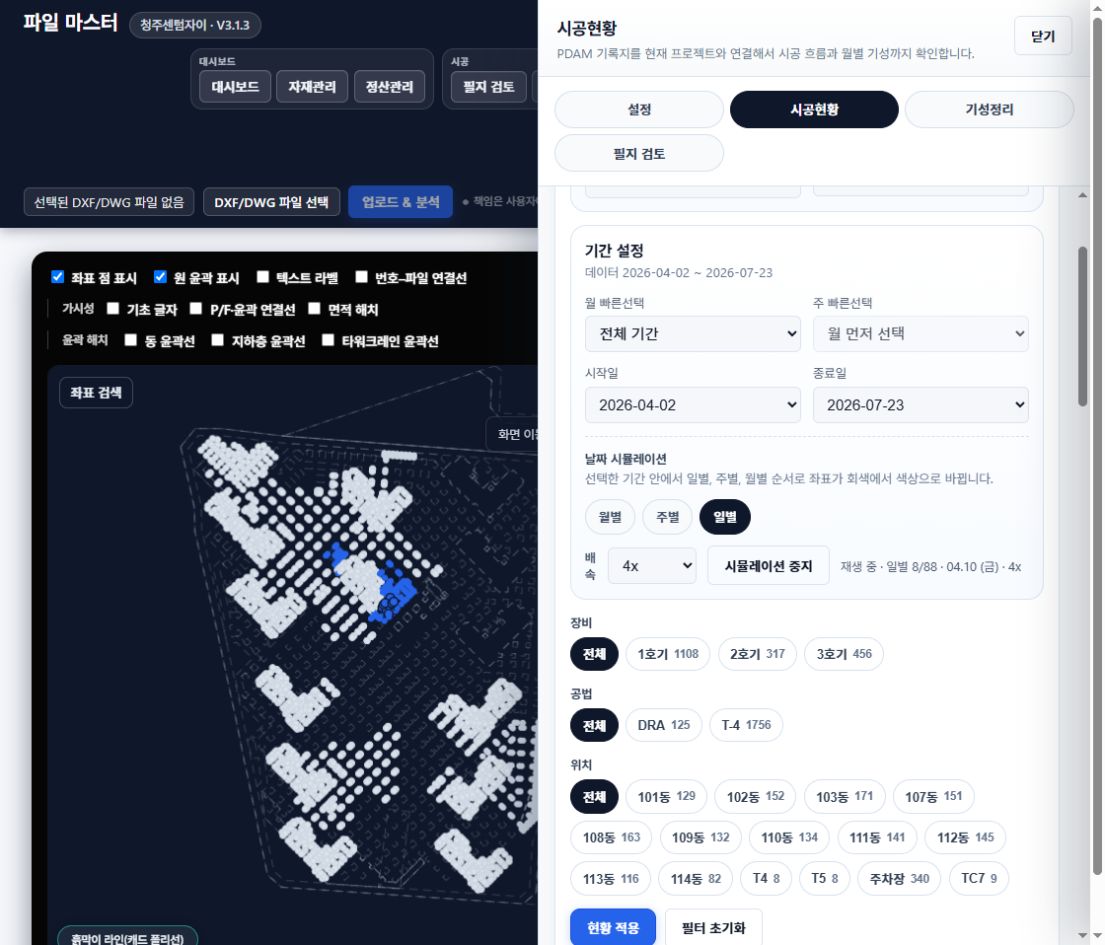 파일 마스터
청주센텀자이 · V3.1.3
대시보드
대시보드 자재관리 정산관리
시공
필지 검토
선택된 DXF/DWG 파일 없음
DXF/DWG 파일 선택
업로드 & 분석
● 책임은 사용자
좌표 점 표시 원 윤곽 표시 텍스트 라벨 번호–파일 연결선
가시성 기초 글자 P/F·윤곽 연결선 면적 해치
윤곽 해치 동 윤곽선 지하층 윤곽선 타워크레인 윤곽선
좌표 검색
화면 이동
흙막이 라인(캐드 폴리선)
시공현황
PDAM 기록지를 현재 프로젝트와 연결해서 시공 흐름과 월별 기성까지 확인합니다.
닫기
설정 시공현황 기성정리
필지 검토
기간 설정
데이터 2026-04-02 ~ 2026-07-23
월 빠른선택 주 빠른선택
전체 기간 월 먼저 선택
시작일 종료일
2026-04-02 2026-07-23
날짜 시뮬레이션
선택한 기간 안에서 일별, 주별, 월별 순서로 좌표가 회색에서 색상으로 바뀝니다.
월별 주별 일별
배속 4x 시뮬레이션 중지 재생 중 · 일별 8/88 · 04.10 (금) · 4x
장비
전체 1호기 1108 2호기 317 3호기 456
공법
전체 DRA 125 T-4 1756
위치
전체 101동 129 102동 152 103동 171 107동 151
108동 163 109동 132 110동 134 111동 141 112동 145
113동 116 114동 82 T4 8 T5 8 주차장 340 TC7 9
현황 적용 필터 초기화